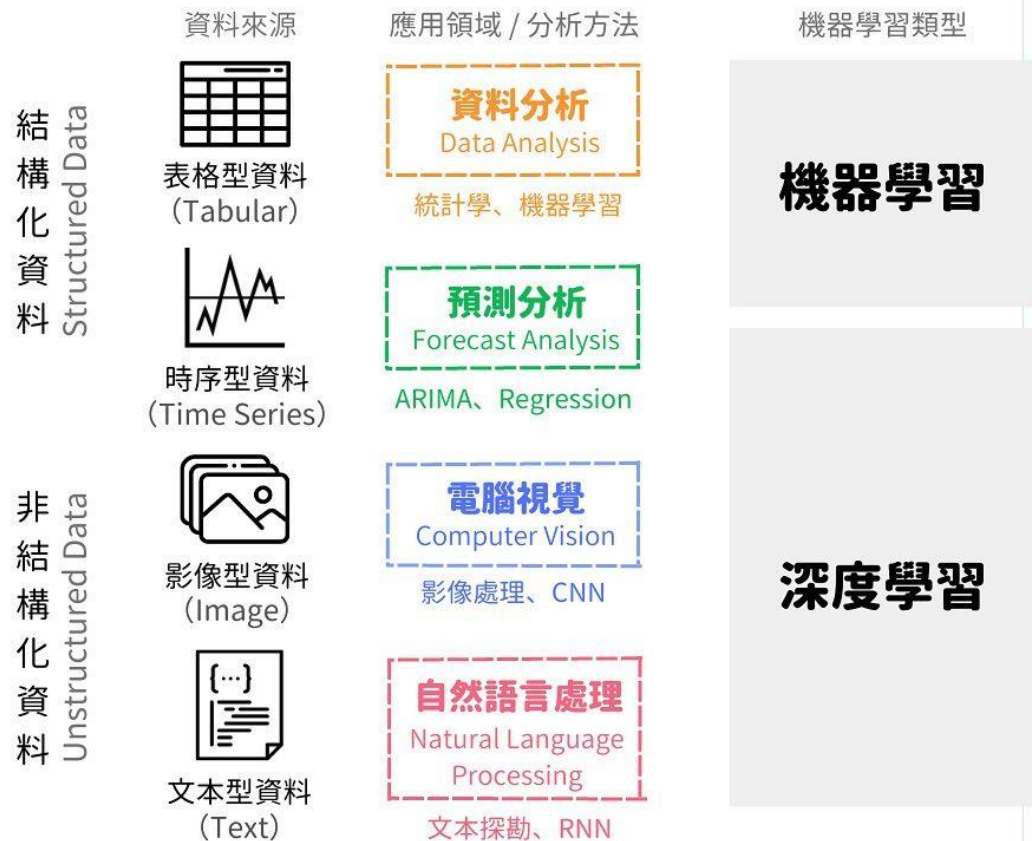 資料來源
應用領域 / 分析方法
機器學習類型
結構化資料
Structured Data
表格型資料
（Tabular）
資料分析
Data Analysis
統計學、機器學習
機器學習
時序型資料
（Time Series）
預測分析
Forecast Analysis
ARIMA、Regression
非結構化資料
Unstructured Data
影像型資料
（Image）
電腦視覺
Computer Vision
影像處理、CNN
深度學習
{...}
文本型資料
（Text）
自然語言處理
Natural Language
Processing
文本探勘、RNN